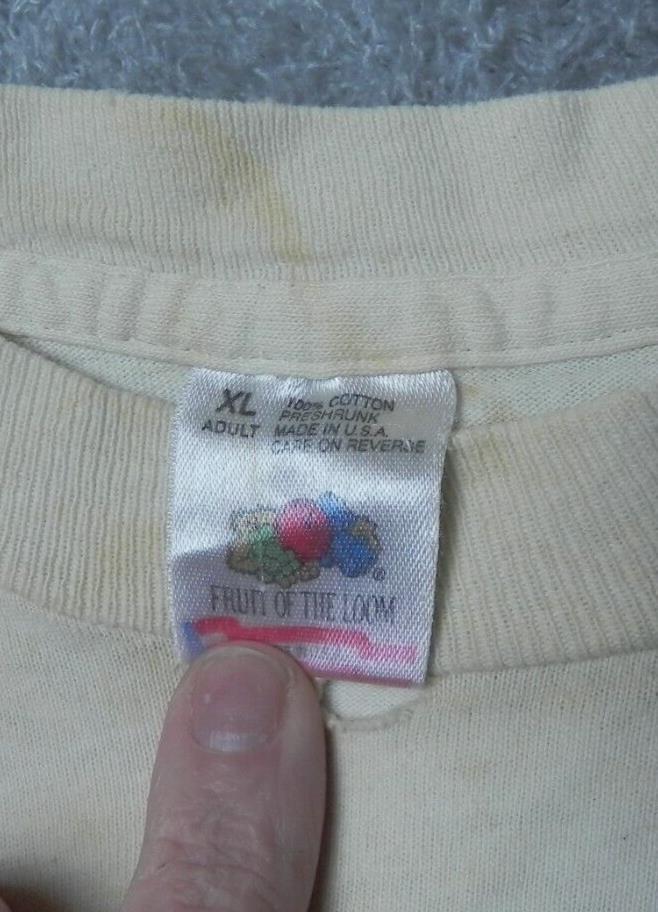 XL
ADULT
100% COTTON
PRESHRUNK
MADE IN U.S.A.
CARE ON REVERSE
®
FRUIT OF THE LOOM